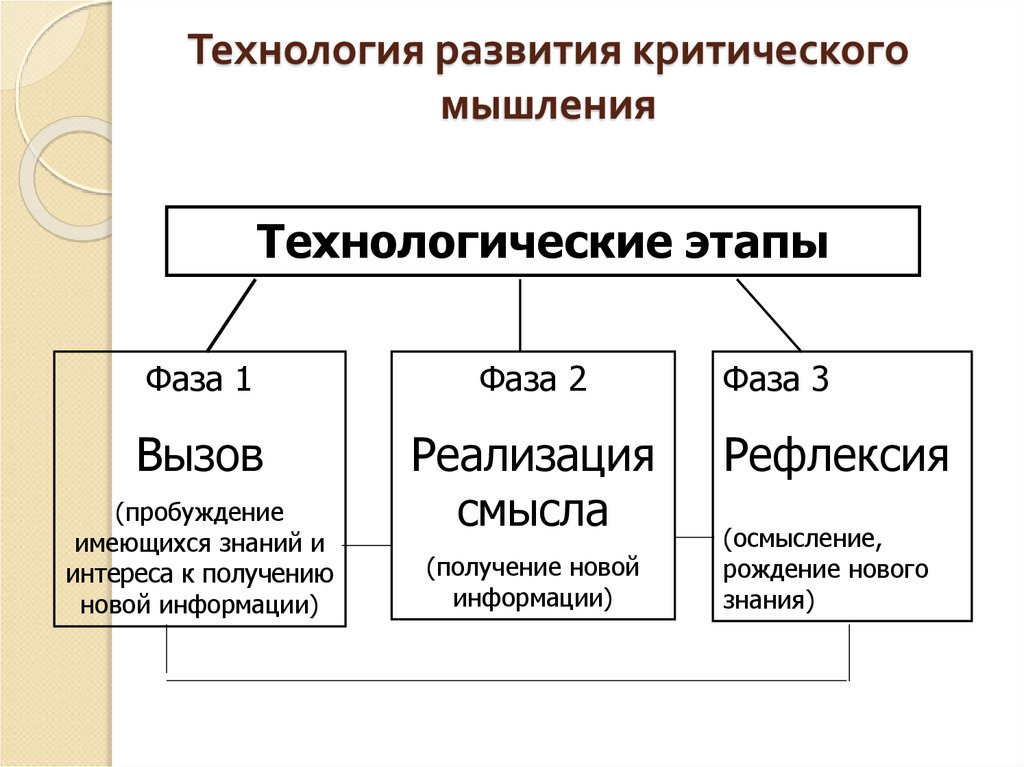 Технология развития критического
мышления
Технологические этапы
Фаза 1
Вызов
(пробуждение
имеющихся знаний и
интереса к получению
новой информации)
Фаза 2
Реализация
смысла
(получение новой
информации)
Фаза 3
Рефлексия
(осмысление,
рождение нового
знания)